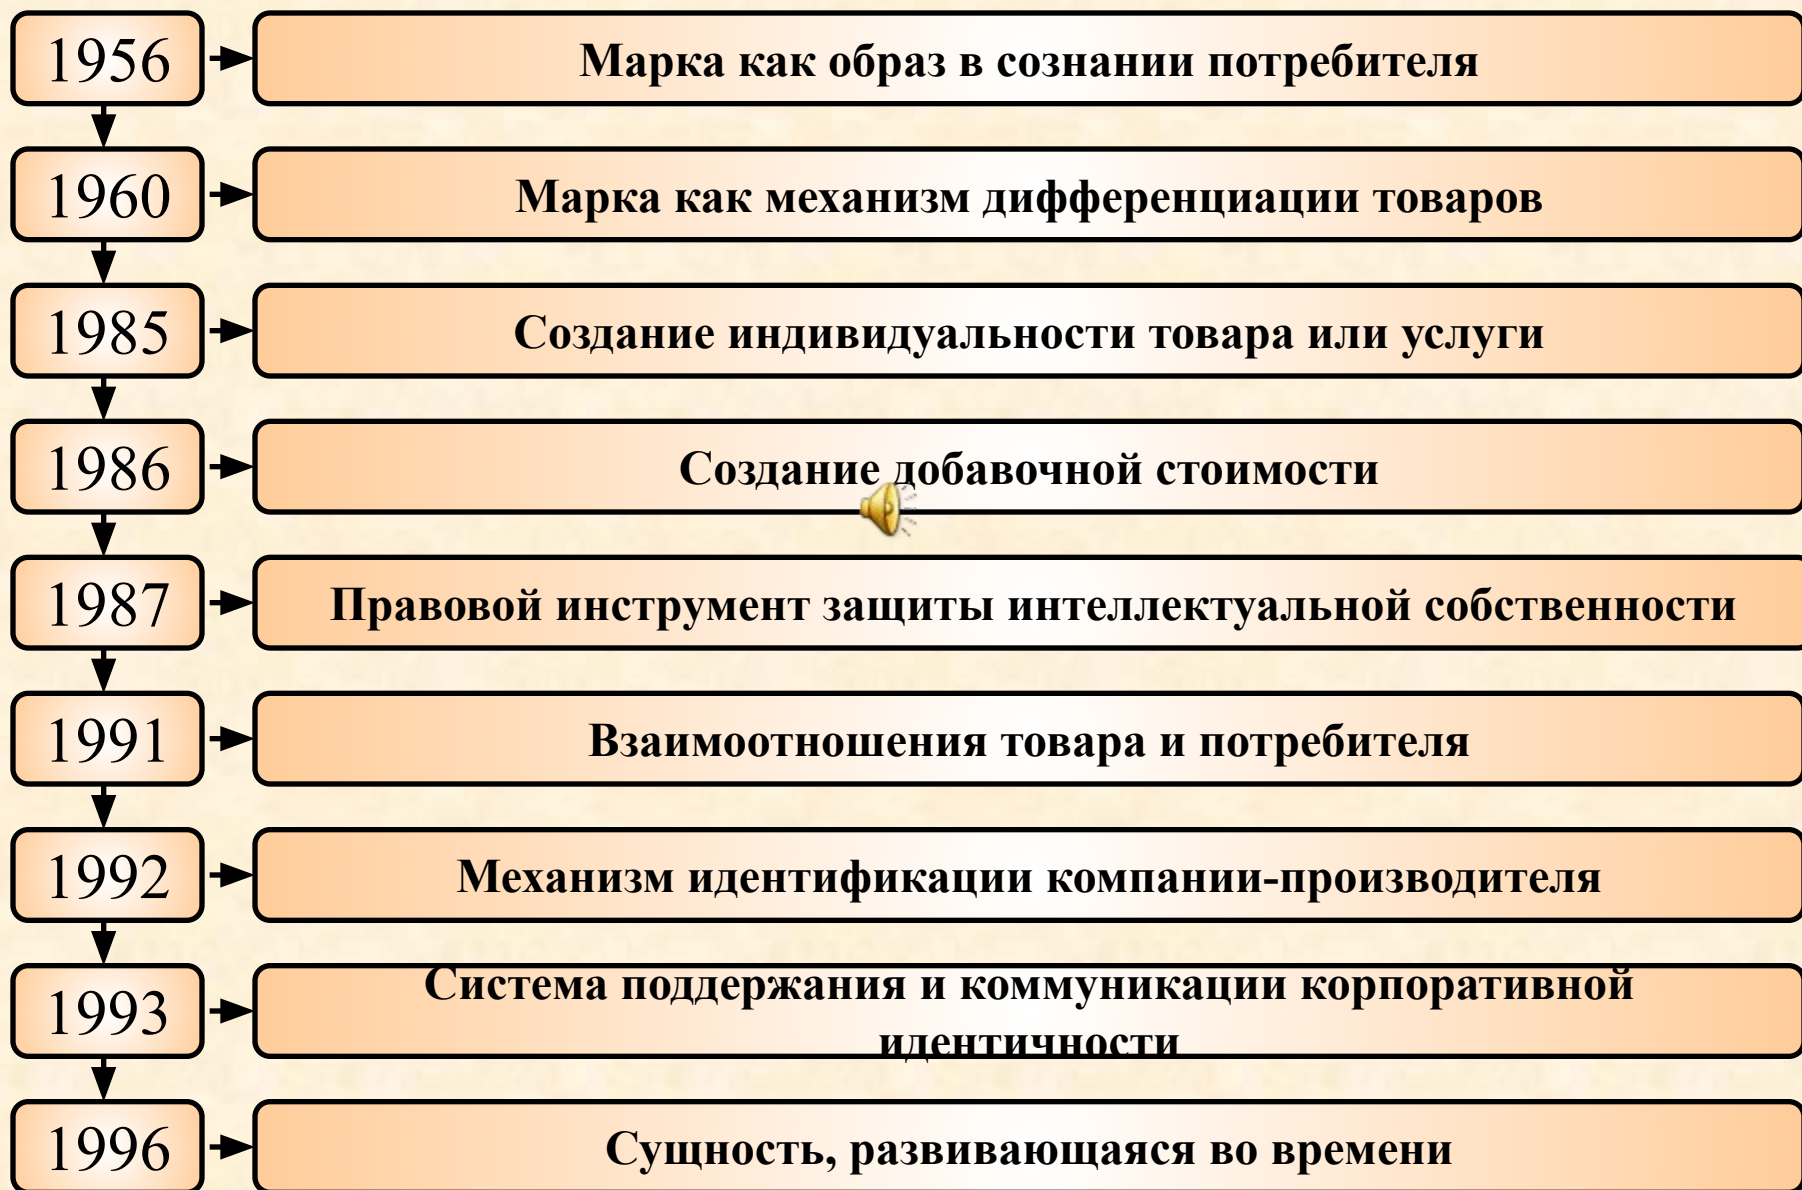 1956
Марка как образ в сознании потребителя
1960
Марка как механизм дифференциации товаров
1985
Создание индивидуальности товара или услуги
1986
Создание добавочной стоимости
1987
Правовой инструмент защиты интеллектуальной собственности
1991
Взаимоотношения товара и потребителя
1992
Механизм идентификации компании-производителя
1993
Система поддержания и коммуникации корпоративной
идентичности
1996
Сущность, развивающаяся во времени